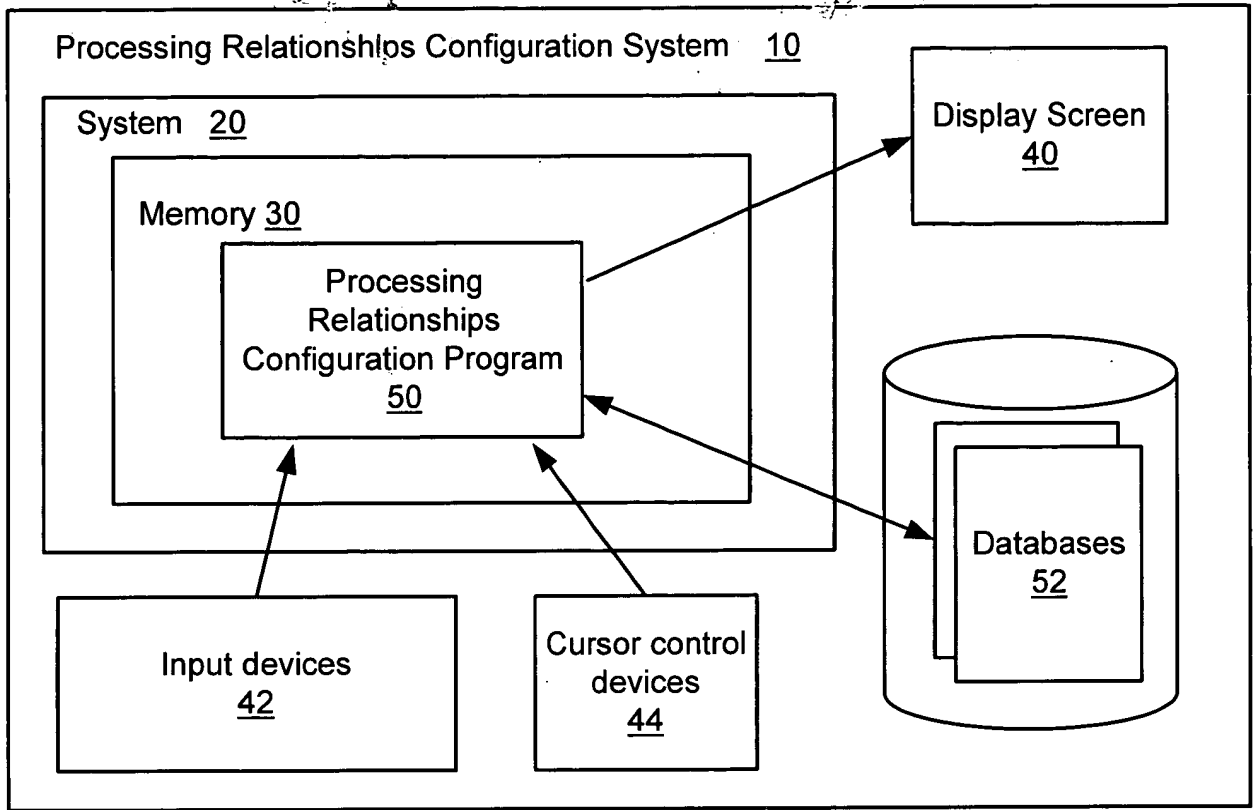 Processing Relationships Configuration System 10
System 20
Memory 30
Processing
Relationships
Configuration Program
50
Display Screen
40
Databases
52
Input devices
42
Cursor control
devices
44